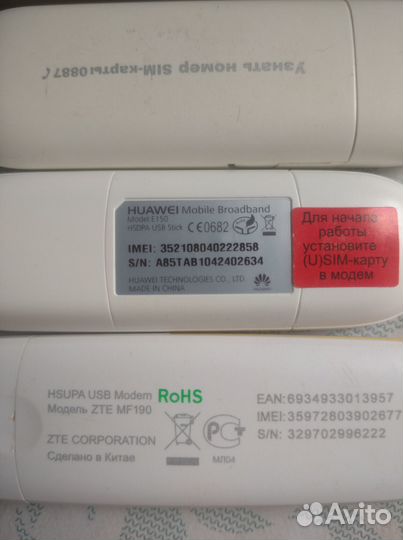 Узнать номер SIM-карты 0887
HUAWEI Mobile Broadband
Model E150
HSDPA USB Stick CE0682
IMEI: 352108040222858
S/N: A85TAB1042402634
HUAWEI TECHNOLOGIES CO., LTD.
MADE IN CHINA
HUAWEI
Для начала
работы
установите
(U)SIM-карту
в модем
HSUPA USB Modem RoHS
Модель ZTE MF190
ZTE CORPORATION
Сделано в Китае
РСТ
МЛ04
EAN: 6934933013957
IMEI: 35972803902677
S/N: 329702996222
Avito